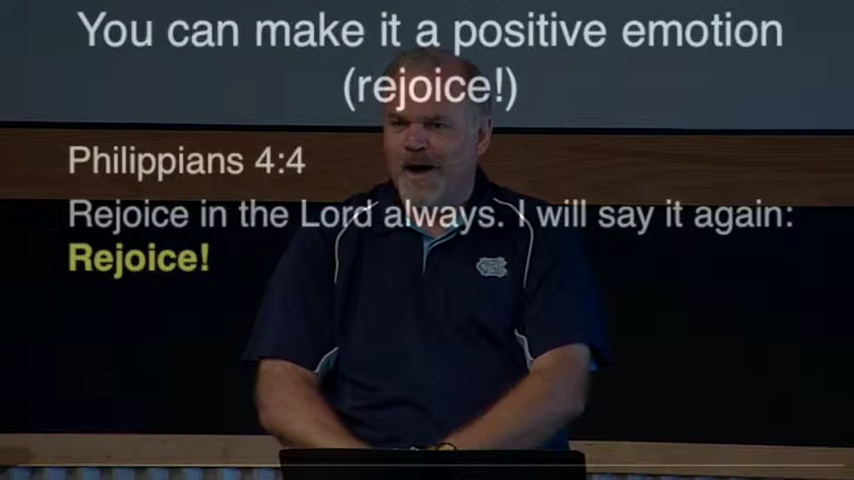 You can make it a positive emotion
(rejoice!)
Philippians 4:4
Rejoice in the Lord always. I will say it again:
Rejoice!